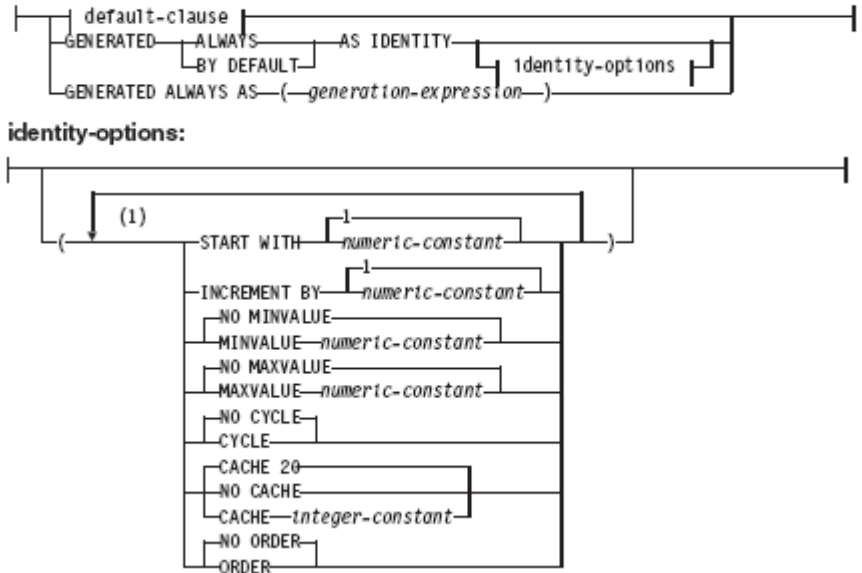 default-clause
GENERATED ALWAYS AS IDENTITY
BY DEFAULT identity-options
GENERATED ALWAYS AS ( generation-expression )
identity-options:
(1) 1
( START WITH numeric-constant )
1
INCREMENT BY numeric-constant
NO MINVALUE
MINVALUE numeric-constant
NO MAXVALUE
MAXVALUE numeric-constant
NO CYCLE
CYCLE
CACHE 20
NO CACHE
CACHE integer-constant
NO ORDER
ORDER